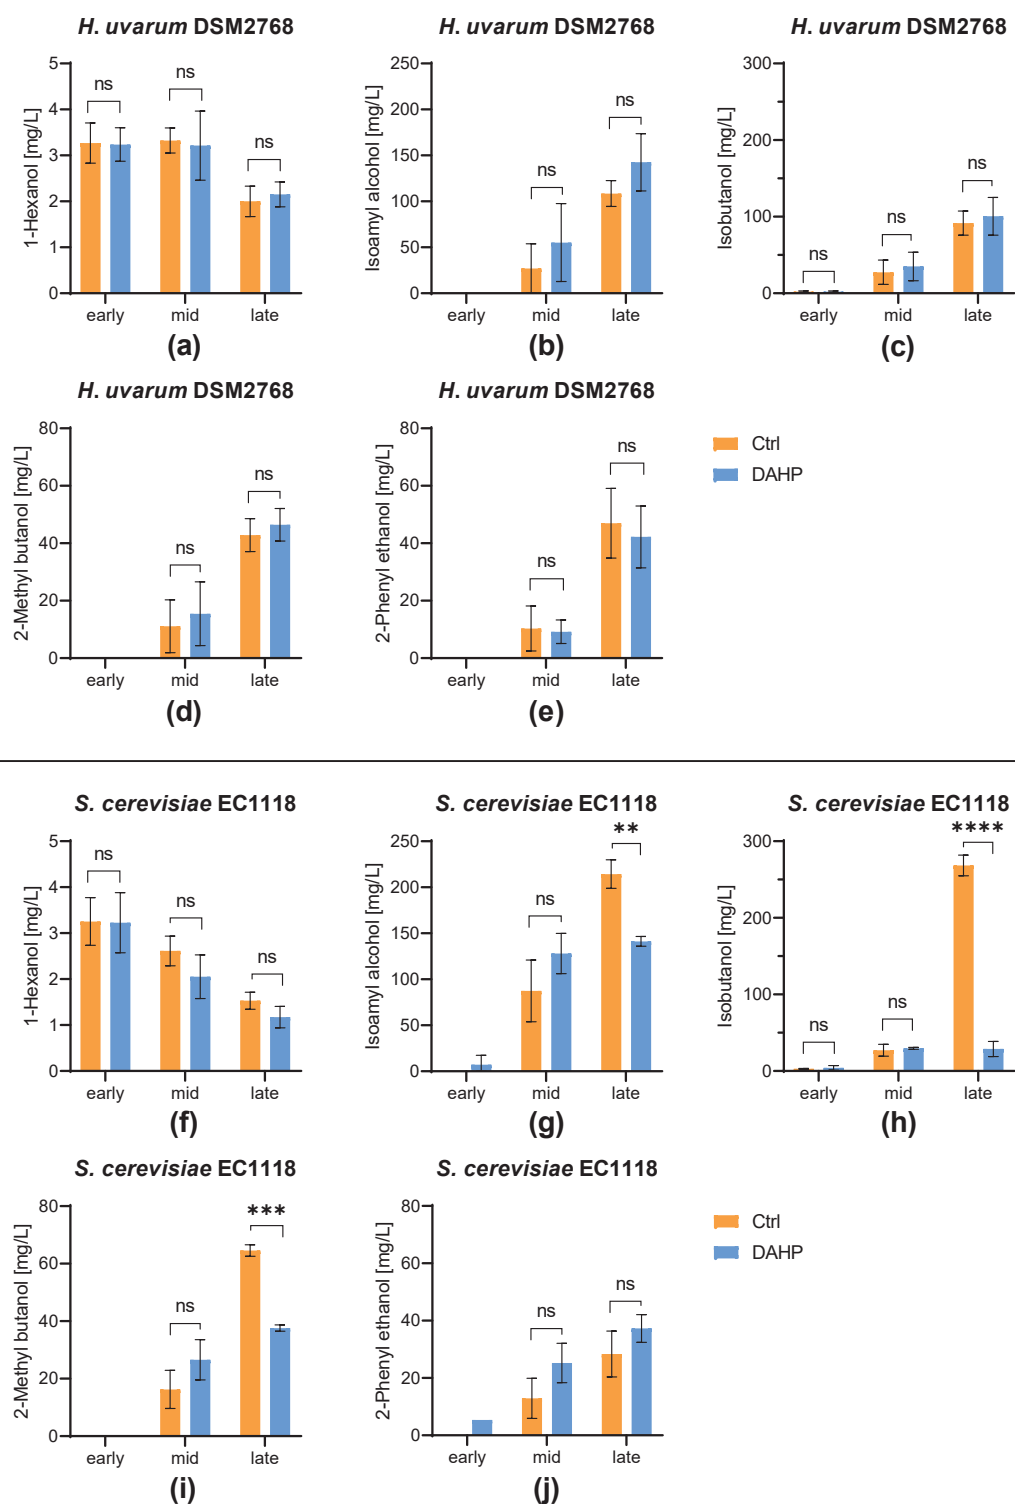 H. uvarum DSM2768
1-Hexanol [mg/L]
5
4
3
2
1
0
ns
ns
ns
early mid late
(a)
H. uvarum DSM2768
Isoamyl alcohol [mg/L]
250
200
150
100
50
0
ns
ns
early mid late
(b)
H. uvarum DSM2768
Isobutanol [mg/L]
300
200
100
0
ns
ns
ns
early mid late
(c)
H. uvarum DSM2768
2-Methyl butanol [mg/L]
80
60
40
20
0
ns
ns
early mid late
(d)
H. uvarum DSM2768
2-Phenyl ethanol [mg/L]
80
60
40
20
0
ns
ns
early mid late
(e)
Ctrl
DAHP
S. cerevisiae EC1118
1-Hexanol [mg/L]
5
4
3
2
1
0
ns
ns
ns
early mid late
(f)
S. cerevisiae EC1118
Isoamyl alcohol [mg/L]
250
200
150
100
50
0
ns
**
early mid late
(g)
S. cerevisiae EC1118
Isobutanol [mg/L]
300
200
100
0
ns
ns
****
early mid late
(h)
S. cerevisiae EC1118
2-Methyl butanol [mg/L]
80
60
40
20
0
ns
***
early mid late
(i)
S. cerevisiae EC1118
2-Phenyl ethanol [mg/L]
80
60
40
20
0
ns
ns
early mid late
(j)
Ctrl
DAHP